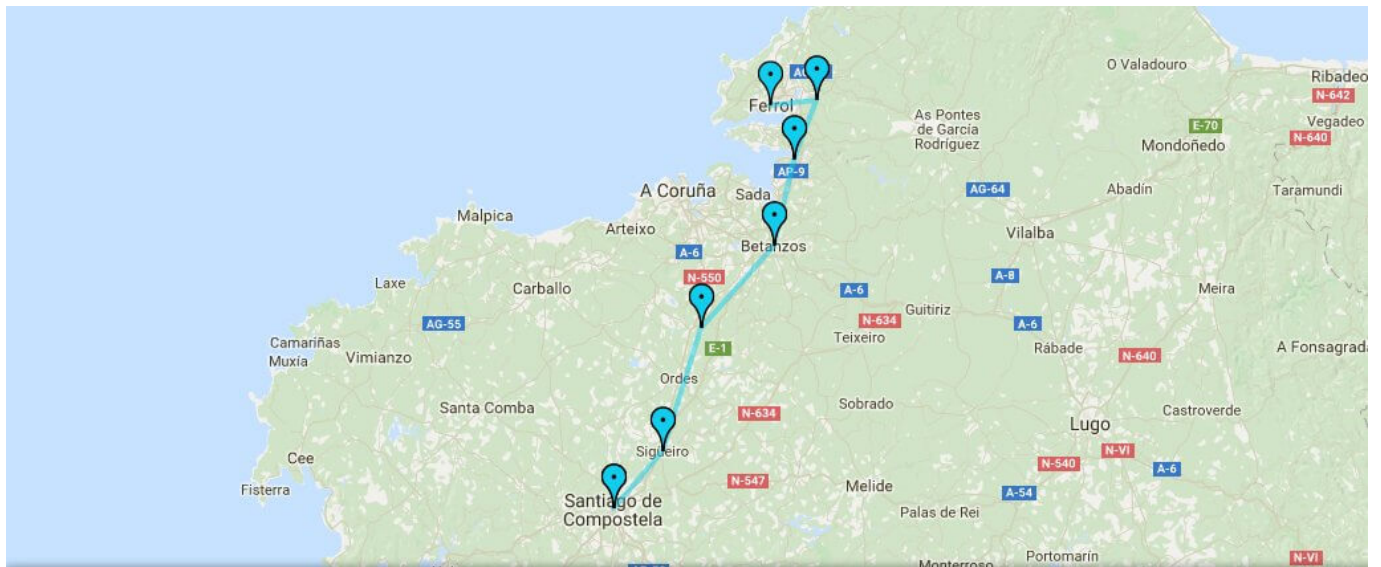 O Valadouro
AG-
Ribadeo
N-642
Ferrol
As Pontes
de García
Rodríguez
E-70
Vegadeo
N-640
Mondoñedo
AP-9
A Coruña
Sada
AG-64
Abadín
Taramundi
Malpica
Arteixo
Betanzos
Vilalba
A-6
N-550
A-8
Laxe
Carballo
A-6
Meira
Guitiriz
AG-55
N-634
A-6
Camariñas
Muxía
Vimianzo
E-1
Teixeiro
Rábade
N-640
A Fonsagrada
Ordes
Santa Comba
N-634
Sobrado
Castroverde
Lugo
Cee
Sigüeiro
N-VI
N-540
A-6
Fisterra
N-547
Melide
A-54
Santiago de
Compostela
Palas de Rei
Portomarín
Monterroso
N-VI